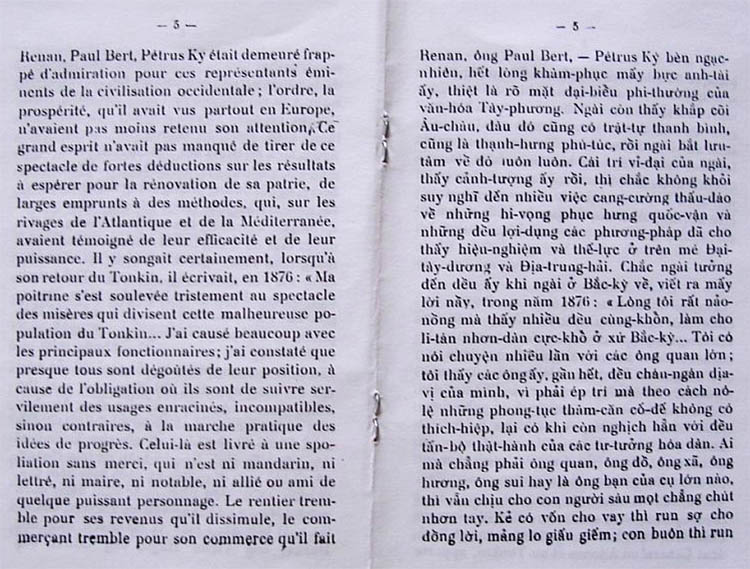 — 5 —
Renan, Paul Bert, Pétrus Ky était demeuré frap-
pé d'admiration pour ces représentants émi-
nents de la civilisation occidentale ; l'ordre, la
prospérité, qu'il avait vus partout en Europe,
n'avaient pas moins retenu son attention, Ce
grand esprit n'avait pas manqué de tirer de ce
spectacle de fortes déductions sur les résultats
à espérer pour la rénovation de sa patrie, de
larges emprunts à des méthodes, qui, sur les
rivages de l'Atlantique et de la Méditerranée,
avaient témoigné de leur efficacité et de leur
puissance. Il y songait certainement, lorsqu'à
son retour du Tonkin, il écrivait, en 1876 : « Ma
poitrine s'est soulevée tristement au spectacle
des misères qui divisent cette malheureuse po-
pulation du Tonkin... J'ai causé beaucoup avec
les principaux fonctionnaires ; j'ai constaté que
presque tous sont dégoûtés de leur position, à
cause de l'obligation où ils sont de suivre ser-
vilement des usages enracinés, incompatibles,
sinon contraires, à la marche pratique des
idées de progrès. Celui-là est livré à une spo-
liation sans merci, qui n'est ni mandarin, ni
lettré, ni maire, ni notable, ni allié ou ami de
quelque puissant personnage. Le rentier trem-
ble pour ses revenus qu'il dissimule, le com-
merçant tremble pour son commerce qu'il fait
— 5 —
Renan, ông Paul Bert, — Pétrus Ký bèn ngạc-
nhiên, hết lòng khâm-phục mấy bực anh-tài
ấy, thiệt là rõ mặt đại-biểu phi-thường của
văn-hóa Tây-phương. Ngài còn thấy khắp cõi
Âu-châu, đâu đó cũng có trật-tự thanh bình,
cũng là thạnh-hưng phú-túc, rồi ngài bắt lưu-
tâm về đó luôn luôn. Cái trí vĩ-đại của ngài,
thấy cảnh-tượng ấy rồi, thì chắc không khỏi
suy nghĩ đến nhiều việc cang-cường thấu-đáo
về những hi-vọng phục hưng quốc-vận và
những đều lợi-dụng các phương-pháp đã cho
thấy hiệu-nghiệm và thế-lực ở trên mé Đại-
tây-dương và Địa-trung-hải. Chắc ngài tưởng
đến đều ấy khi ngài ở Bắc-kỳ về, viết ra mấy
lời nầy, trong năm 1876 : « Lòng tôi rất não-
nồng mà thấy nhiều đều cùng-khốn, làm cho
li-tán nhơn-dân cực-khổ ở xứ Bắc-kỳ... Tôi có
nói chuyện nhiều lần với các ông quan lớn ;
tôi thấy các ông ấy, gần hết, đều chán-ngán địa-
vị của mình, vì phải ép trí mà theo cách nô-
lệ những phong-tục thâm-căn cố-đế không có
thích-hiệp, lại có khi còn nghịch hẳn với đều
tấn-bộ thật-hành của các tư-tưởng hóa dân. Ai
mà chẳng phải ông quan, ông đồ, ông xã, ông
hương, ông sui hay là ông bạn của cụ lớn nào,
thì vẫn chịu cho con người sâu mọt chẳng chút
nhơn tay. Kẻ có vốn cho vay thì run sợ cho
đồng lời, mảng lo giấu giếm ; con buôn thì run